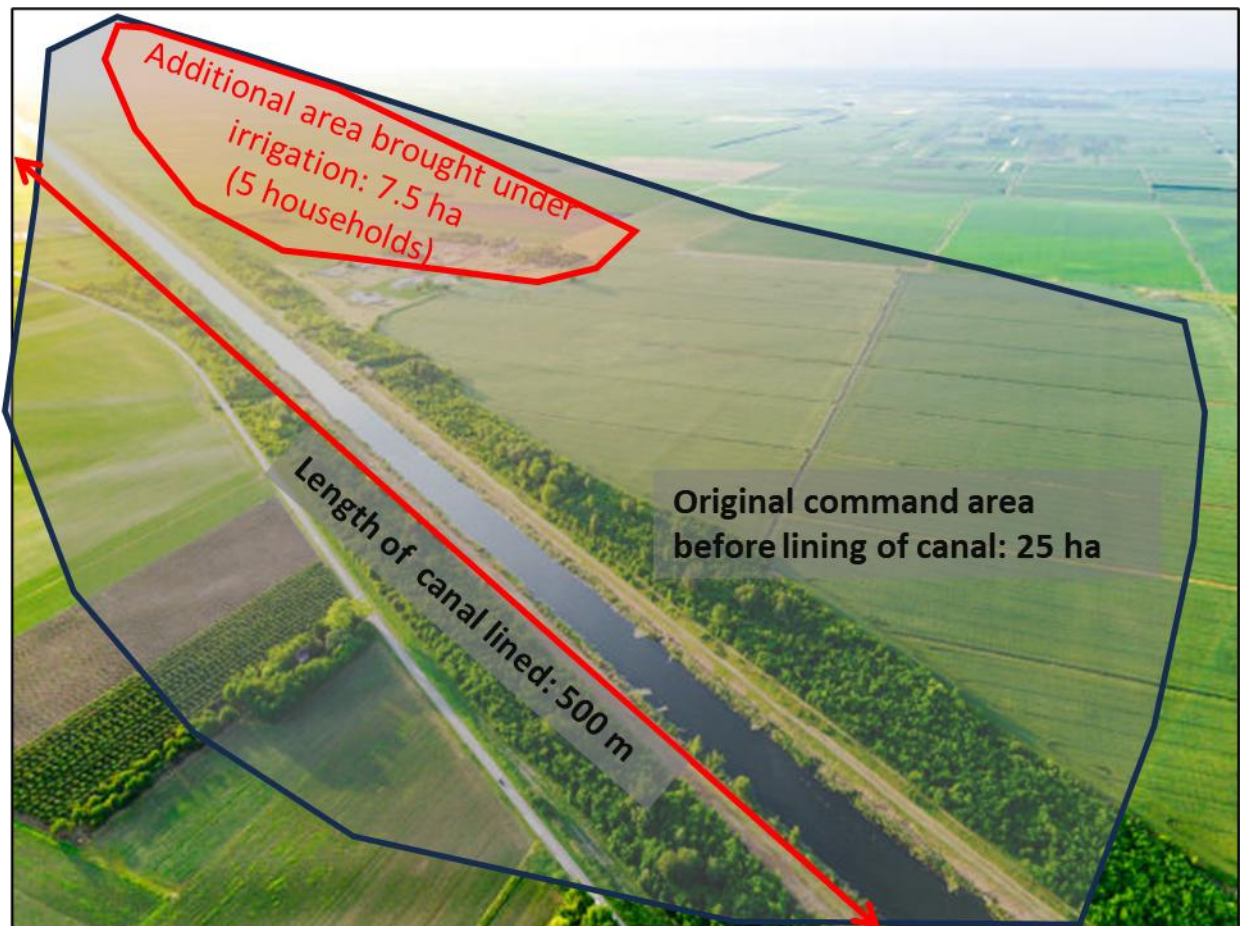 Additional area brought under
irrigation: 7.5 ha
(5 households)
Length of canal lined: 500 m
Original command area
before lining of canal: 25 ha